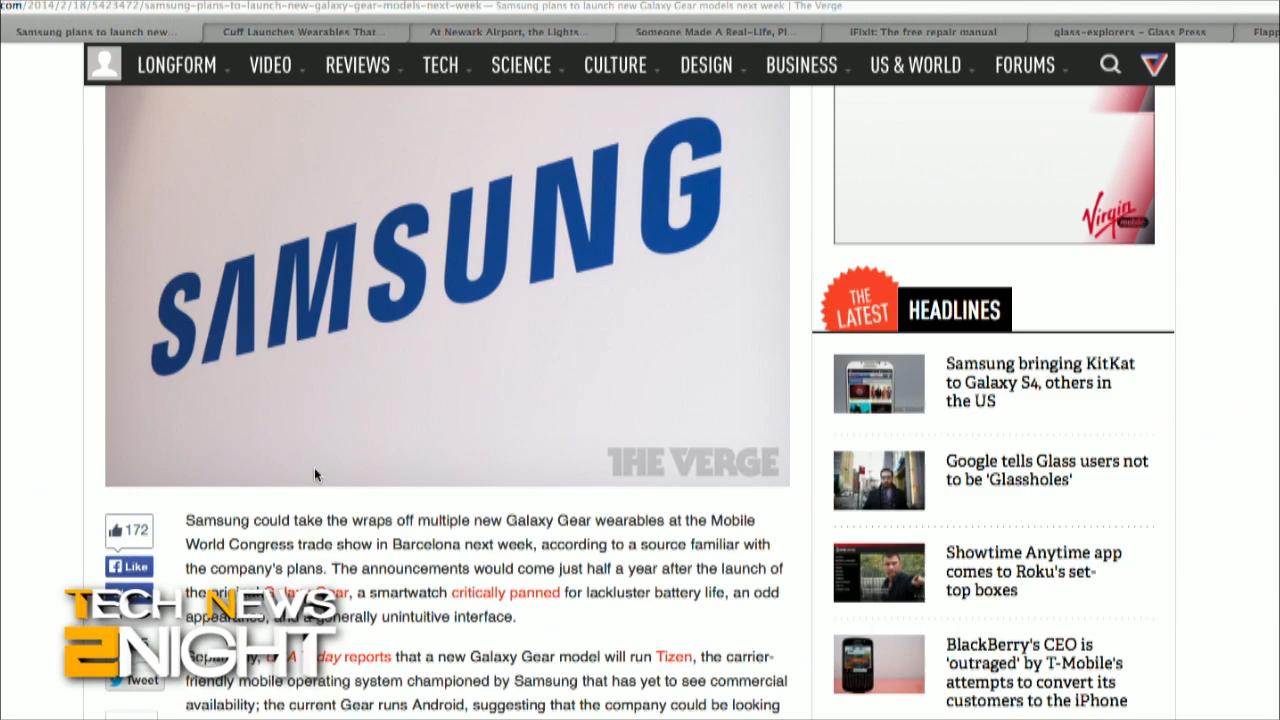 com/2014/2/18/5423472/samsung-plans-to-launch-new-galaxy-gear-models-next-week — Samsung plans to launch new Galaxy Gear models next week | The Verge
Samsung plans to launch new...
Cuff Launches Wearables That...
At Newark Airport, the Lights...
Someone Made A Real-Life, Pl...
iFixit: The free repair manual
glass-explorers - Glass Press
Flapp
LONGFORM VIDEO REVIEWS TECH SCIENCE CULTURE DESIGN BUSINESS US & WORLD FORUMS
SAMSUNG
THE VERGE
Virgin
mobile
THE LATEST
HEADLINES
Samsung bringing KitKat
to Galaxy S4, others in
the US
Google tells Glass users not
to be 'Glassholes'
Showtime Anytime app
comes to Roku's set-
top boxes
BlackBerry's CEO is
'outraged' by T-Mobile's
attempts to convert its
customers to the iPhone
172
Like
Tweet
Samsung could take the wraps off multiple new Galaxy Gear wearables at the Mobile
World Congress trade show in Barcelona next week, according to a source familiar with
the company's plans. The announcements would come just half a year after the launch of
the Gear, a smartwatch critically panned for lackluster battery life, an odd
appearance, and a generally unintuitive interface.
reports that a new Galaxy Gear model will run Tizen, the carrier-
friendly mobile operating system championed by Samsung that has yet to see commercial
availability; the current Gear runs Android, suggesting that the company could be looking
TECH NEWS
2NIGHT